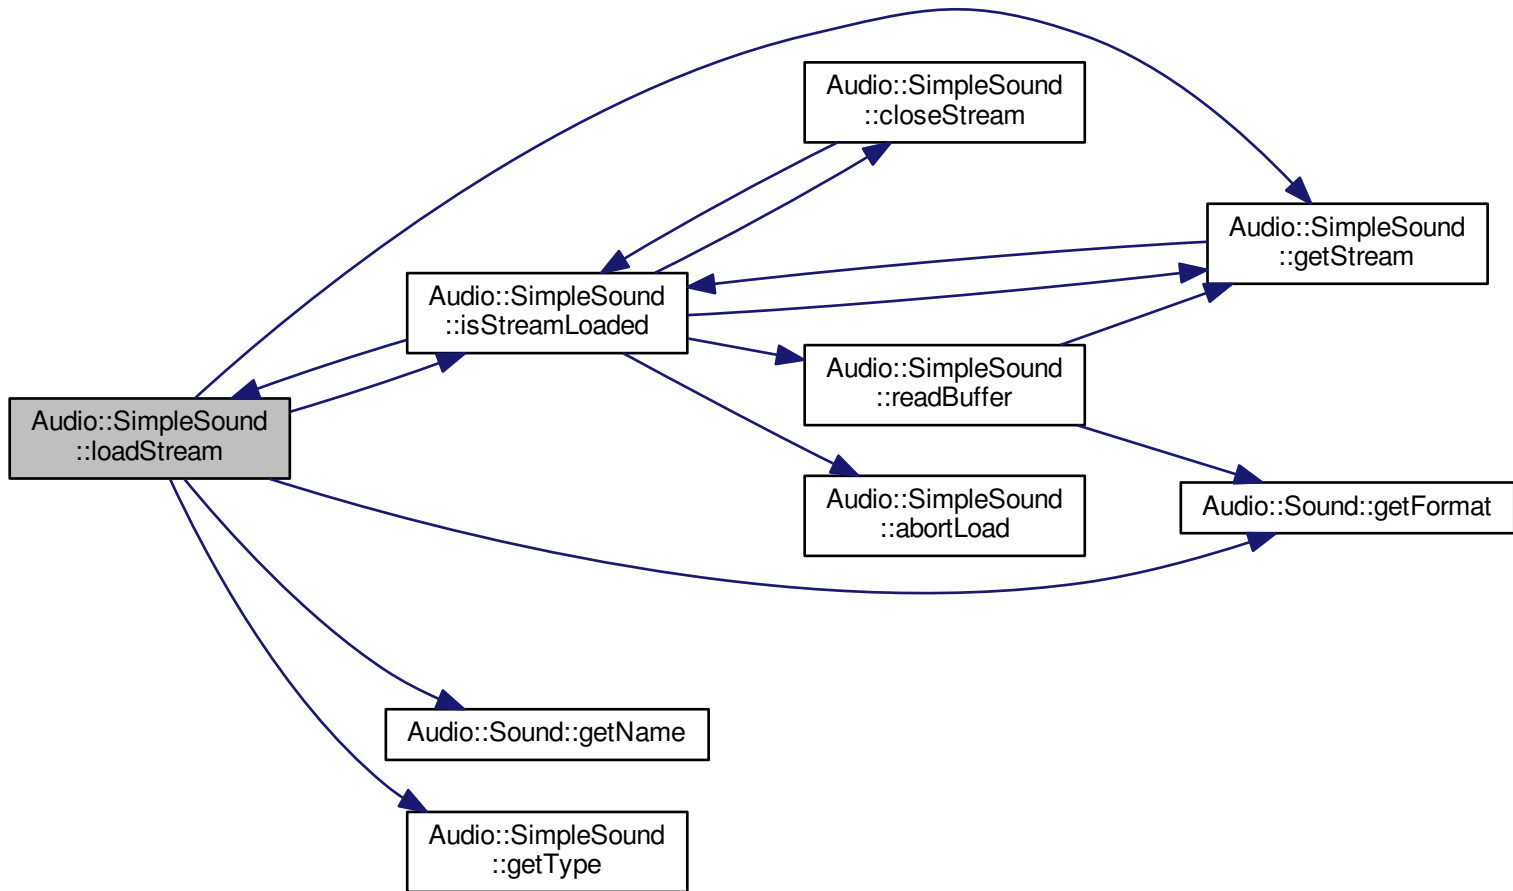 Audio::SimpleSound
::closeStream
Audio::SimpleSound
::getStream
Audio::SimpleSound
::isStreamLoaded
Audio::SimpleSound
::readBuffer
Audio::SimpleSound
::loadStream
Audio::SimpleSound
::abortLoad
Audio::Sound::getFormat
Audio::Sound::getName
Audio::SimpleSound
::getType